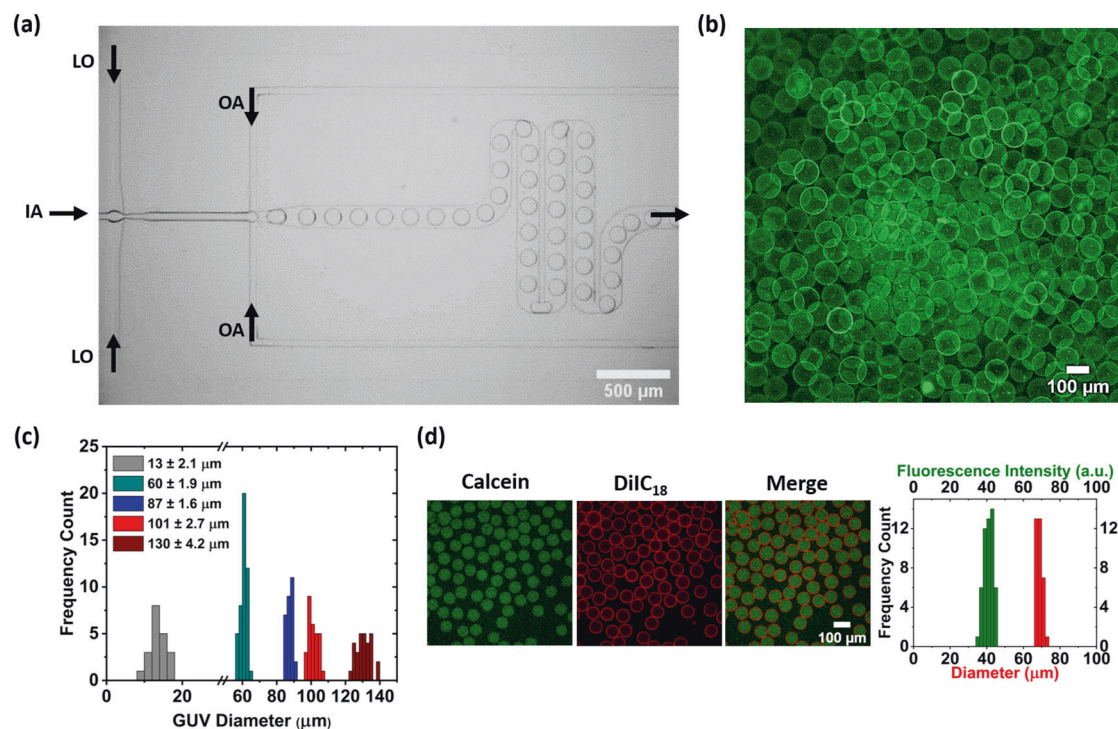 (a)
LO
OA
IA
OA
LO
500 µm
(b)
100 µm
(c)
25
20
15
10
5
0
Frequency Count
13 ± 2.1 µm
60 ± 1.9 µm
87 ± 1.6 µm
101 ± 2.7 µm
130 ± 4.2 µm
20 60 80 100 120 140
GUV Diameter (µm)
(d)
Calcein DiIC18 Merge
100 µm
Fluorescence Intensity (a.u.)
0 20 40 60 80 100
12
8
4
0
Frequency Count
12
8
4
0
0 20 40 60 80 100
Diameter (µm)